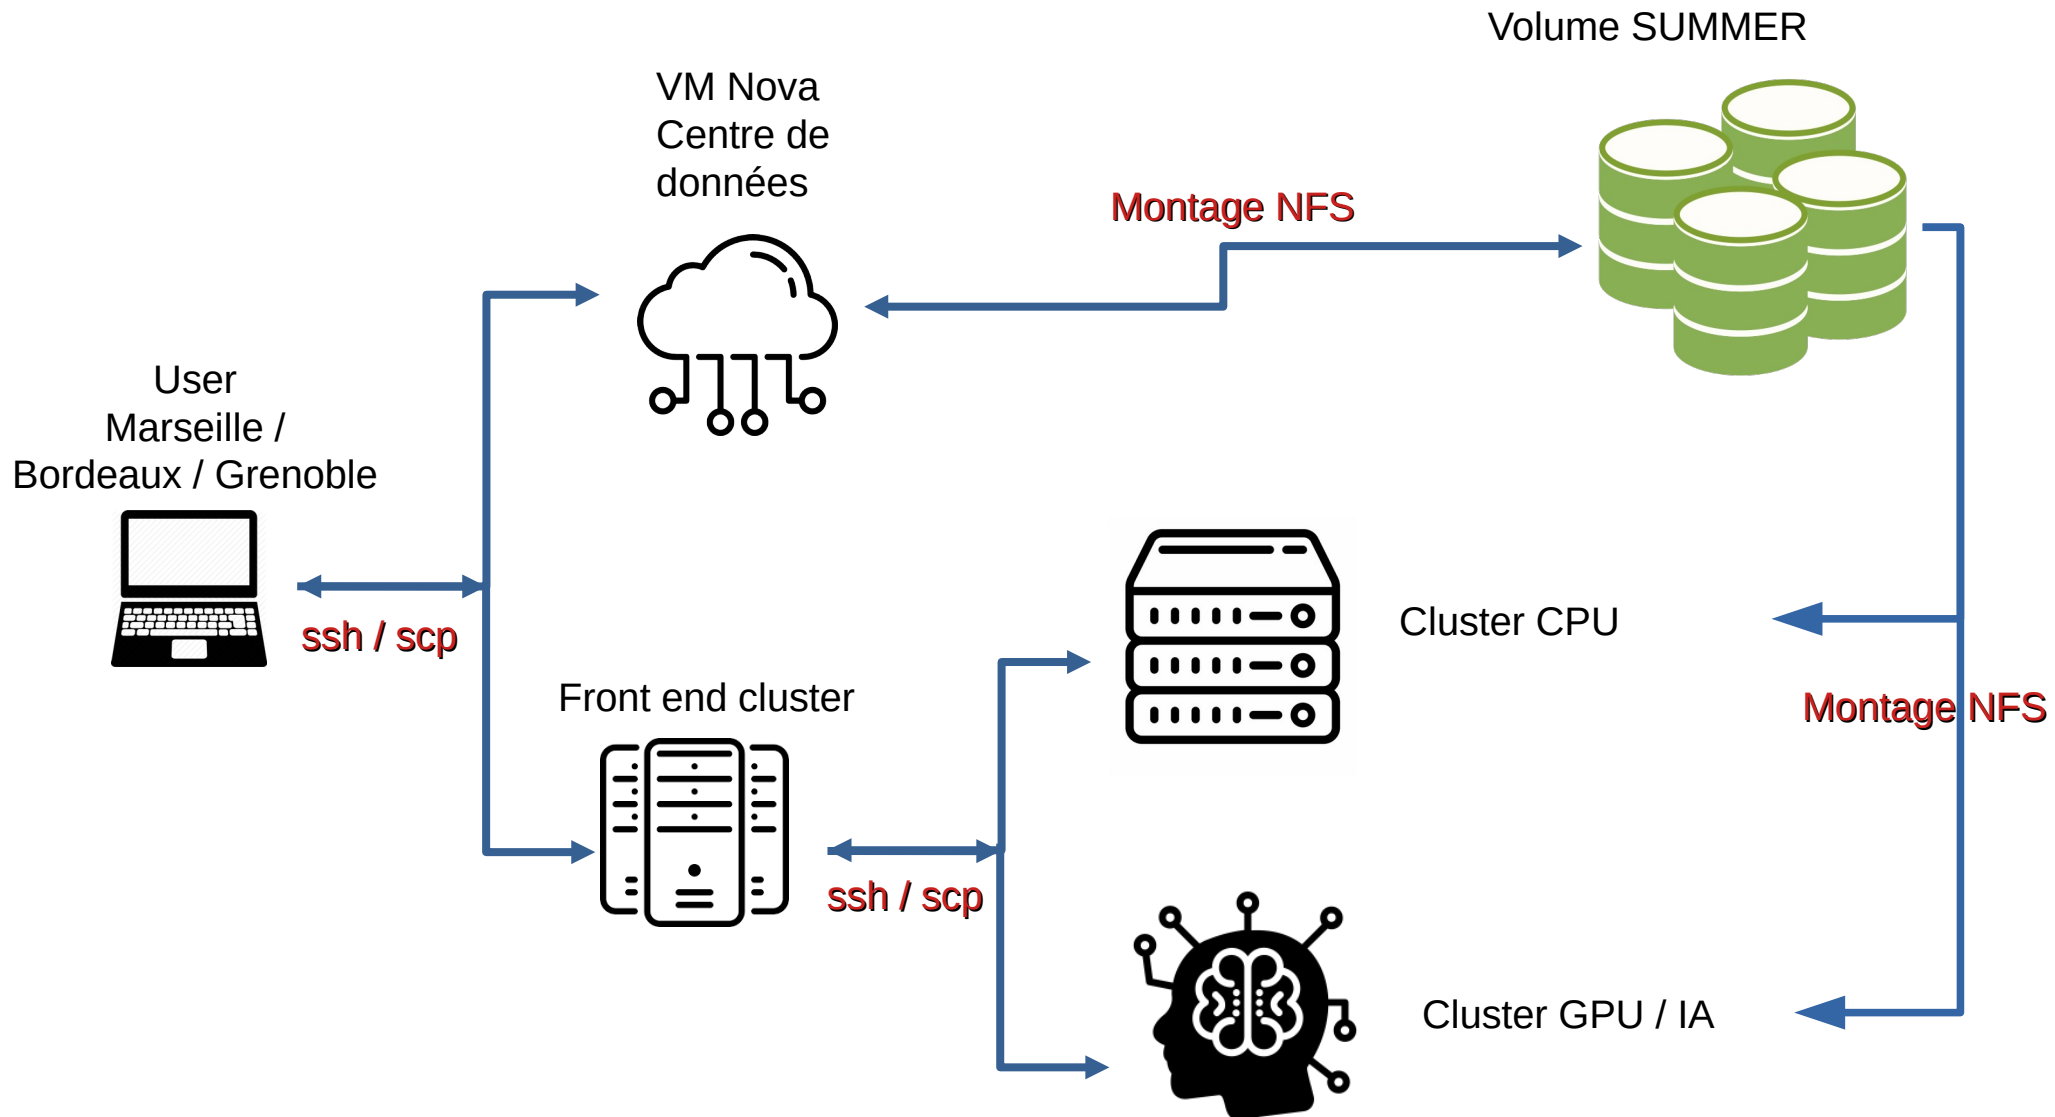 Volume SUMMER
VM Nova
Centre de
données
Montage NFS
User
Marseille /
Bordeaux / Grenoble
ssh / scp
Cluster CPU
Front end cluster
Montage NFS
ssh / scp
Cluster GPU / IA